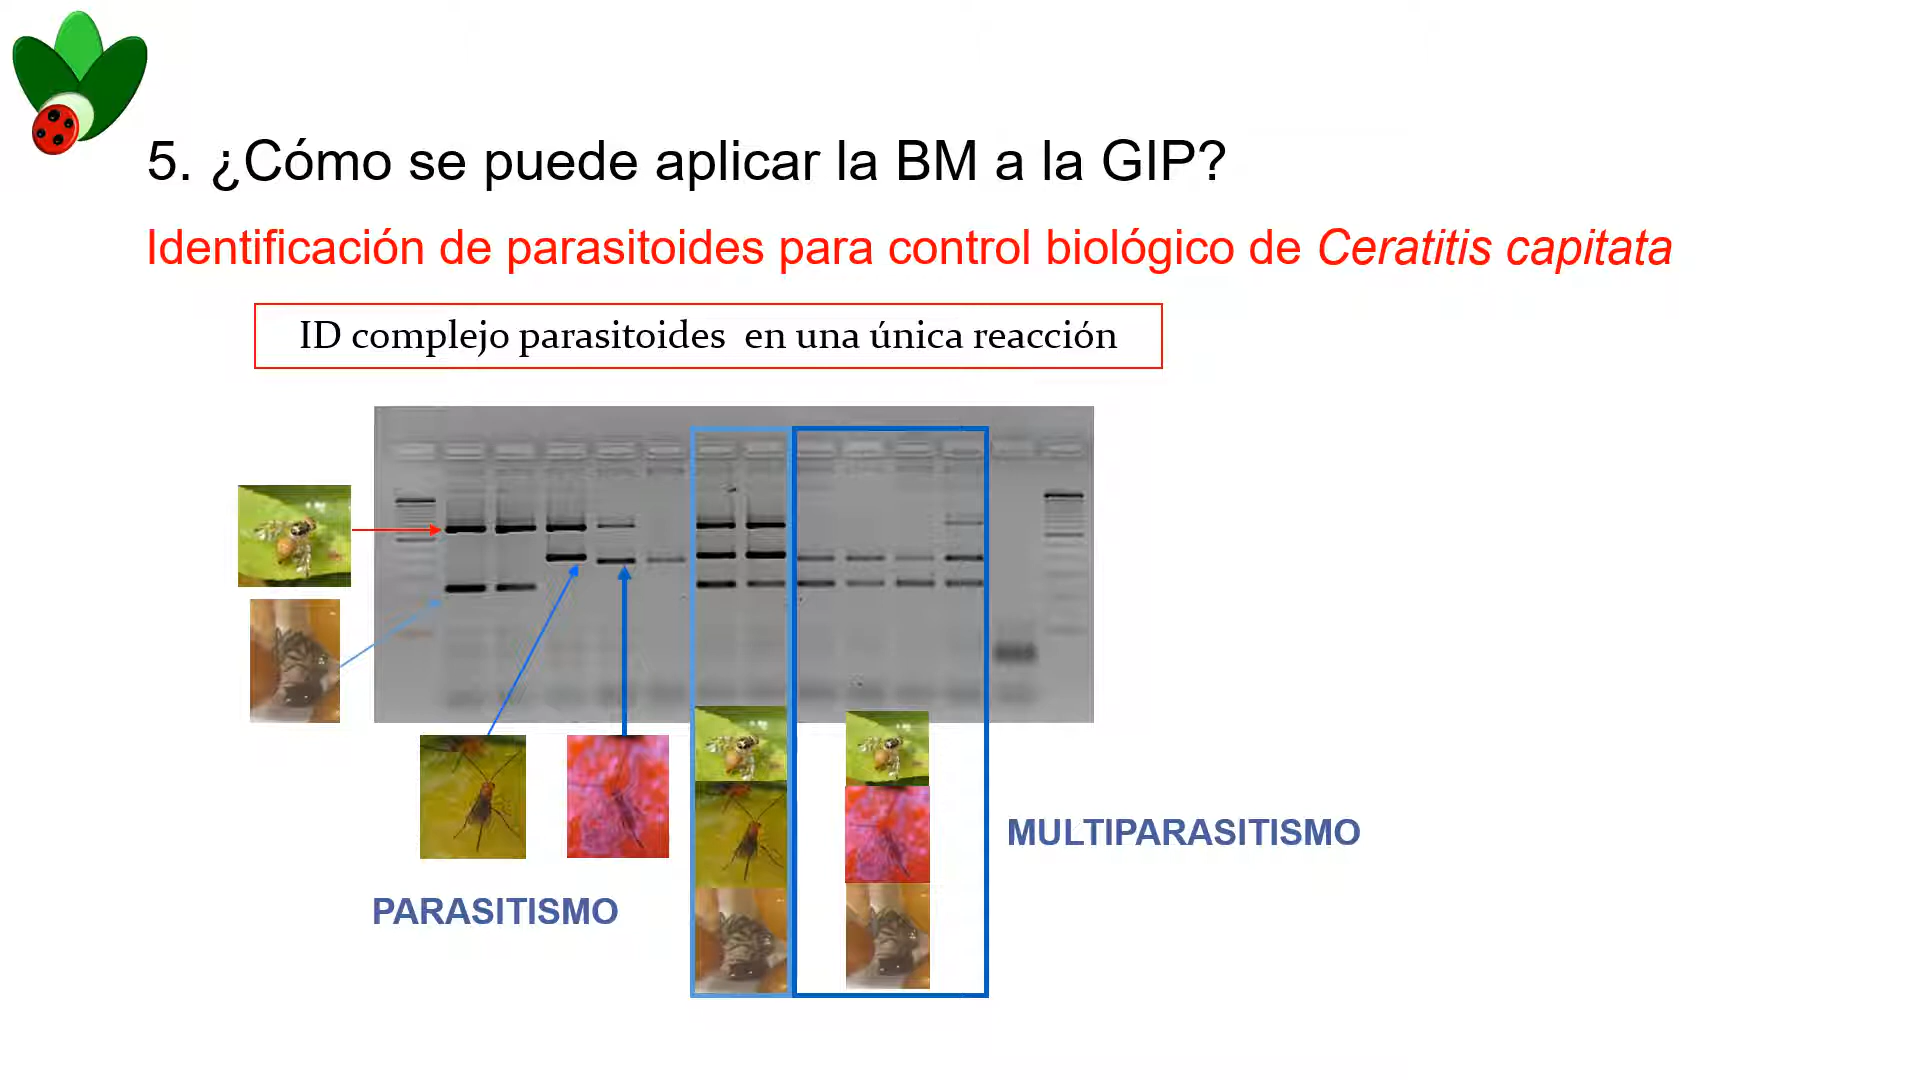 5. ¿Cómo se puede aplicar la BM a la GIP?
Identificación de parasitoides para control biológico de Ceratitis capitata
ID complejo parasitoides en una única reacción
MULTIPARASITISMO
PARASITISMO